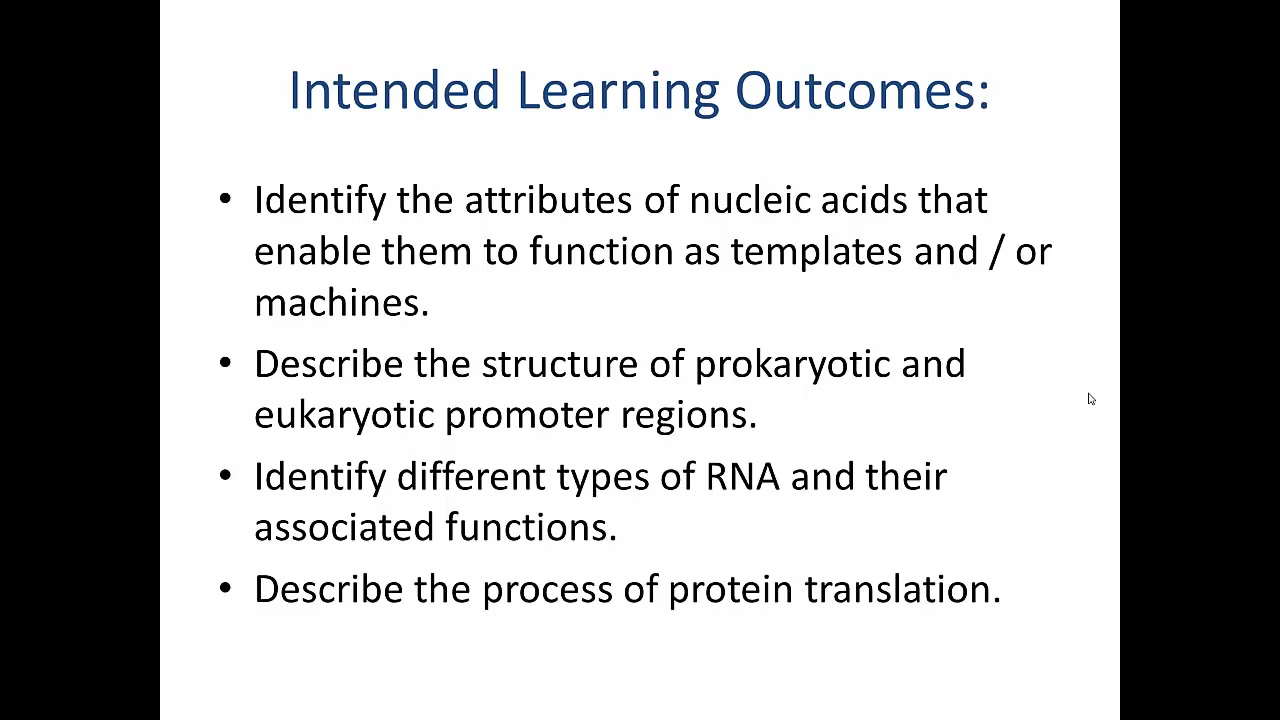 Intended Learning Outcomes:
• Identify the attributes of nucleic acids that
enable them to function as templates and / or
machines.
• Describe the structure of prokaryotic and
eukaryotic promoter regions.
• Identify different types of RNA and their
associated functions.
• Describe the process of protein translation.